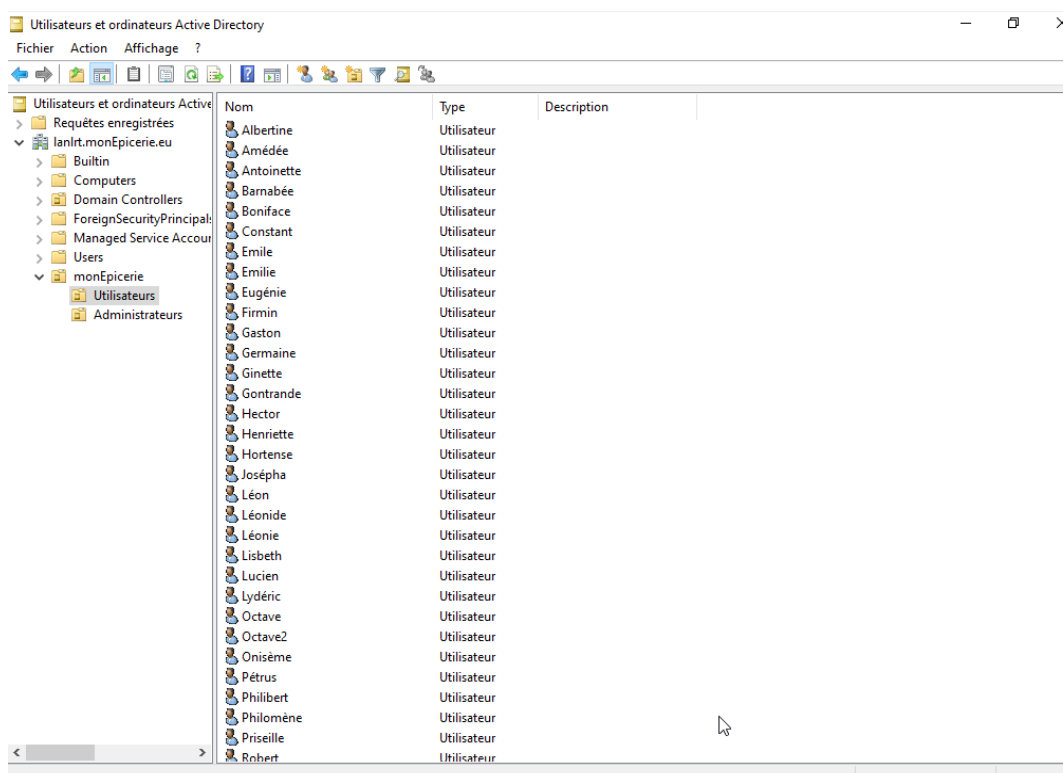 Utilisateurs et ordinateurs Active Directory
Fichier Action Affichage ?
Utilisateurs et ordinateurs Active
Requêtes enregistrées
lanlrt.monEpicerie.eu
Builtin
Computers
Domain Controllers
ForeignSecurityPrincipals
Managed Service Accour
Users
monEpicerie
Utilisateurs
Administrateurs
Nom Type Description
Albertine Utilisateur
Amédée Utilisateur
Antoinette Utilisateur
Barnabée Utilisateur
Boniface Utilisateur
Constant Utilisateur
Emile Utilisateur
Emilie Utilisateur
Eugénie Utilisateur
Firmin Utilisateur
Gaston Utilisateur
Germaine Utilisateur
Ginette Utilisateur
Gontrande Utilisateur
Hector Utilisateur
Henriette Utilisateur
Hortense Utilisateur
Josépha Utilisateur
Léon Utilisateur
Léonide Utilisateur
Léonie Utilisateur
Lisbeth Utilisateur
Lucien Utilisateur
Lydéric Utilisateur
Octave Utilisateur
Octave2 Utilisateur
Onisème Utilisateur
Pétrus Utilisateur
Philibert Utilisateur
Philomène Utilisateur
Priseille Utilisateur
Robert Utilisateur